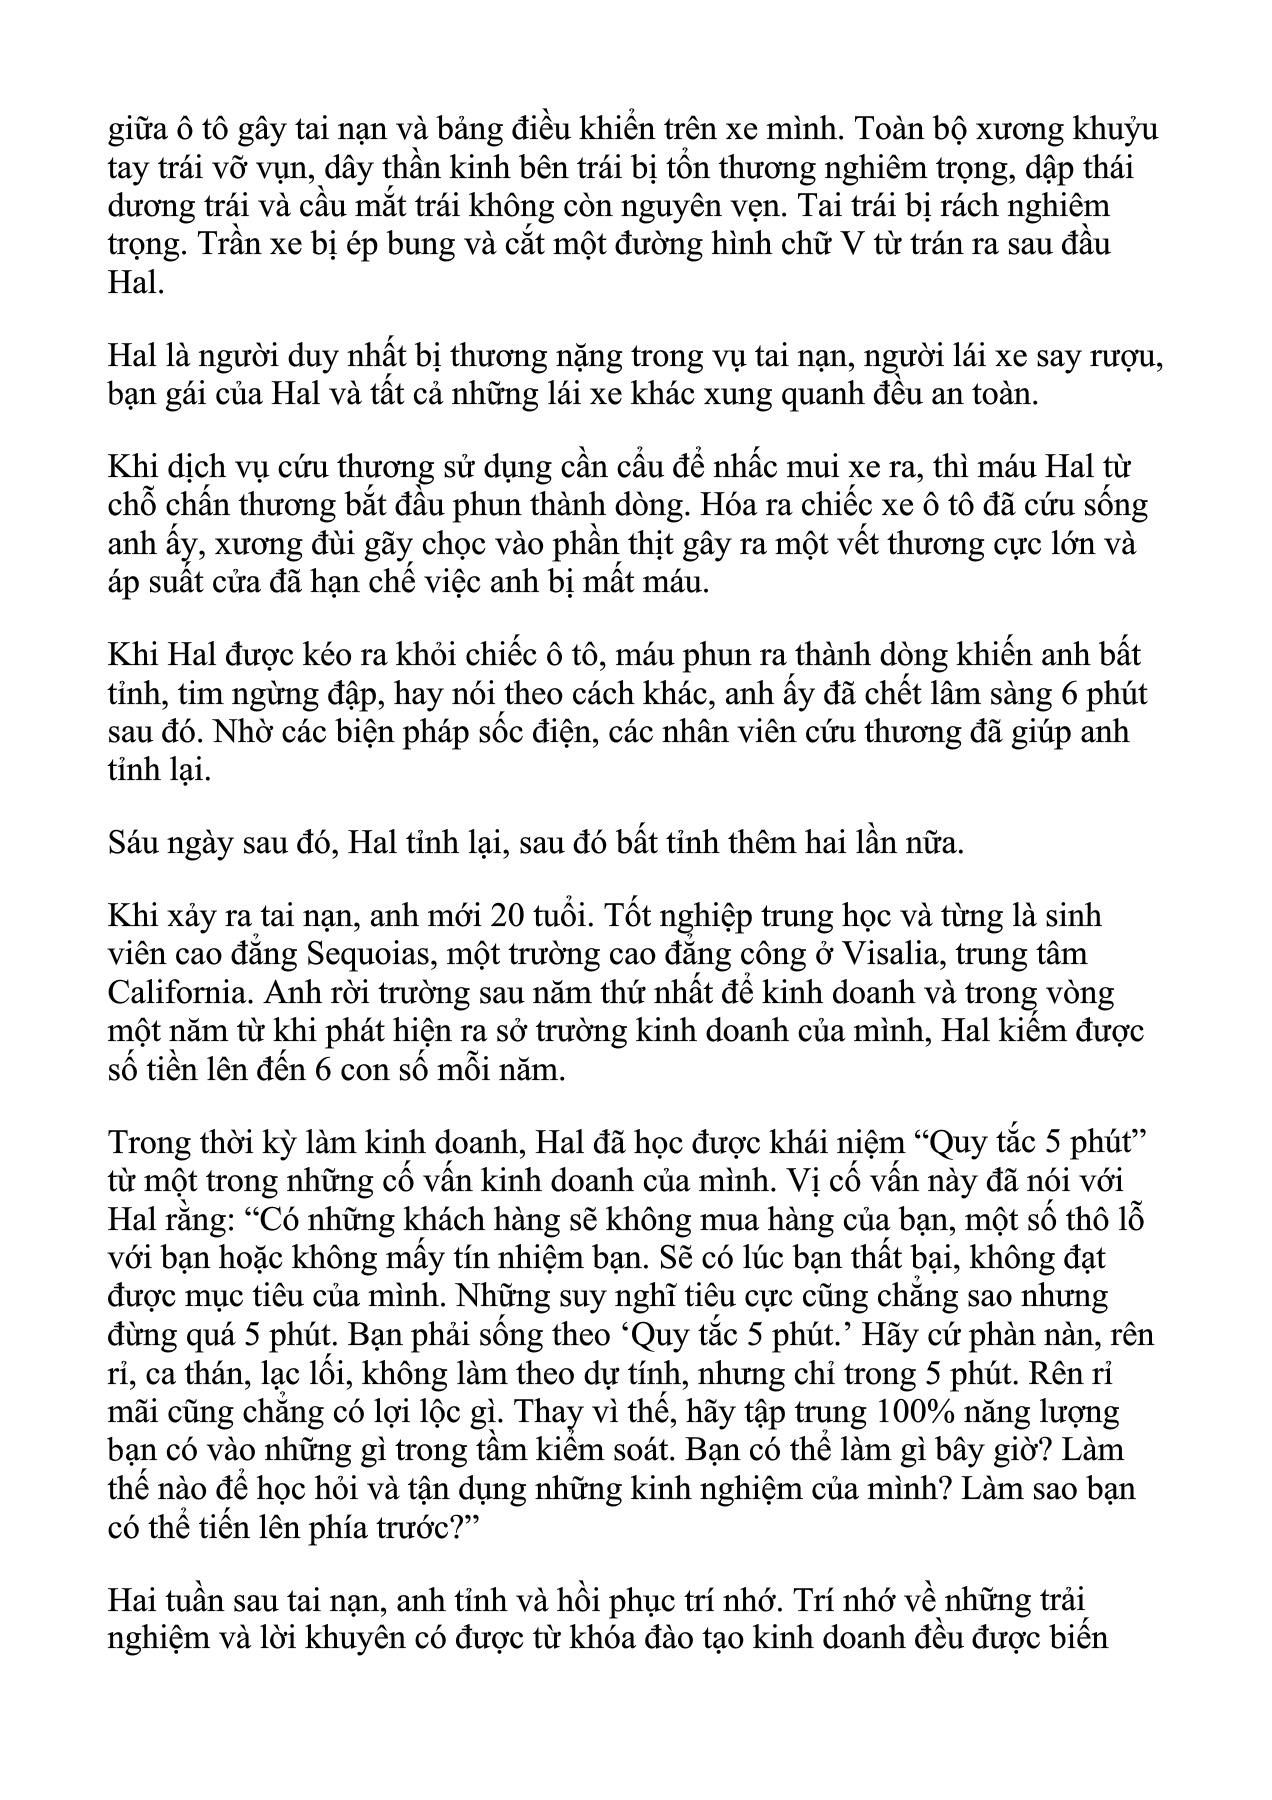 giữa ô tô gây tai nạn và bảng điều khiển trên xe mình. Toàn bộ xương khuỷu
tay trái vỡ vụn, dây thần kinh bên trái bị tổn thương nghiêm trọng, dập thái
dương trái và cầu mắt trái không còn nguyên vẹn. Tai trái bị rách nghiêm
trọng. Trần xe bị ép bung và cắt một đường hình chữ V từ trán ra sau đầu
Hal.
Hal là người duy nhất bị thương nặng trong vụ tai nạn, người lái xe say rượu,
bạn gái của Hal và tất cả những lái xe khác xung quanh đều an toàn.
Khi dịch vụ cứu thương sử dụng cần cẩu để nhấc mui xe ra, thì máu Hal từ
chỗ chấn thương bắt đầu phun thành dòng. Hóa ra chiếc xe ô tô đã cứu sống
anh ấy, xương đùi gãy chọc vào phần thịt gây ra một vết thương cực lớn và
áp suất cửa đã hạn chế việc anh bị mất máu.
Khi Hal được kéo ra khỏi chiếc ô tô, máu phun ra thành dòng khiến anh bất
tỉnh, tim ngừng đập, hay nói theo cách khác, anh ấy đã chết lâm sàng 6 phút
sau đó. Nhờ các biện pháp sốc điện, các nhân viên cứu thương đã giúp anh
tỉnh lại.
Sáu ngày sau đó, Hal tỉnh lại, sau đó bất tỉnh thêm hai lần nữa.
Khi xảy ra tai nạn, anh mới 20 tuổi. Tốt nghiệp trung học và từng là sinh
viên cao đẳng Sequoias, một trường cao đẳng công ở Visalia, trung tâm
California. Anh rời trường sau năm thứ nhất để kinh doanh và trong vòng
một năm từ khi phát hiện ra sở trường kinh doanh của mình, Hal kiếm được
số tiền lên đến 6 con số mỗi năm.
Trong thời kỳ làm kinh doanh, Hal đã học được khái niệm “Quy tắc 5 phút”
từ một trong những cố vấn kinh doanh của mình. Vị cố vấn này đã nói với
Hal rằng: “Có những khách hàng sẽ không mua hàng của bạn, một số thô lỗ
với bạn hoặc không mấy tín nhiệm bạn. Sẽ có lúc bạn thất bại, không đạt
được mục tiêu của mình. Những suy nghĩ tiêu cực cũng chẳng sao nhưng
đừng quá 5 phút. Bạn phải sống theo ‘Quy tắc 5 phút.’ Hãy cứ phàn nàn, rên
rỉ, ca thán, lạc lối, không làm theo dự tính, nhưng chỉ trong 5 phút. Rên rỉ
mãi cũng chẳng có lợi lộc gì. Thay vì thế, hãy tập trung 100% năng lượng
bạn có vào những gì trong tầm kiểm soát. Bạn có thể làm gì bây giờ? Làm
thế nào để học hỏi và tận dụng những kinh nghiệm của mình? Làm sao bạn
có thể tiến lên phía trước?”
Hai tuần sau tai nạn, anh tỉnh và hồi phục trí nhớ. Trí nhớ về những trải
nghiệm và lời khuyên có được từ khóa đào tạo kinh doanh đều được biến